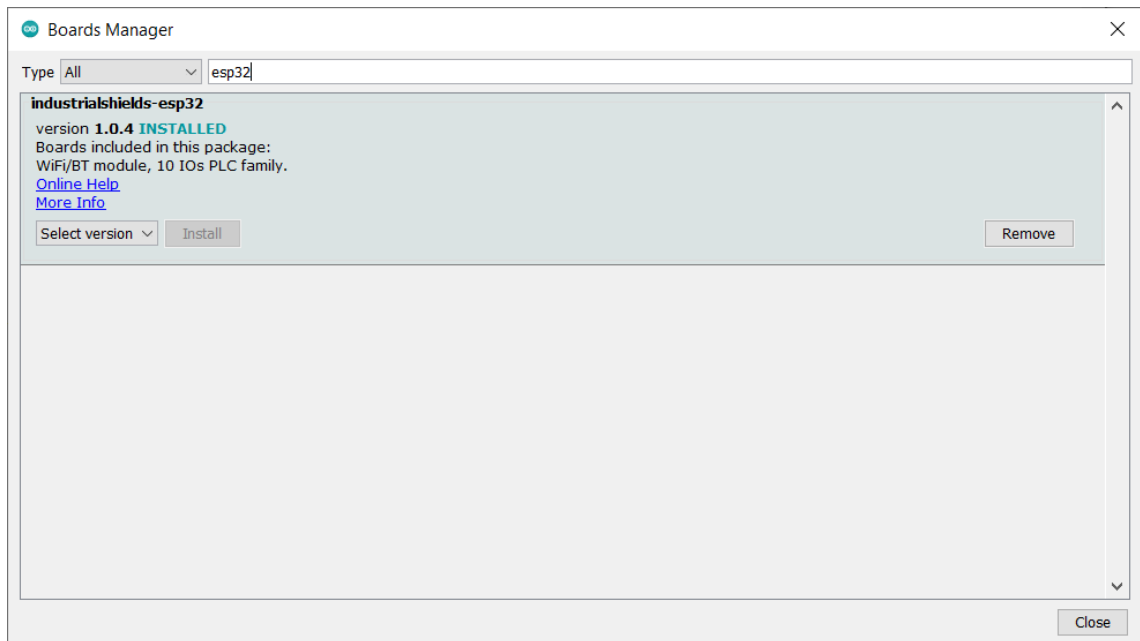 Boards Manager
Type All esp32
industrialshields-esp32
version 1.0.4 INSTALLED
Boards included in this package:
WiFi/BT module, 10 IOs PLC family.
Online Help
More Info
Select version Install Remove
Close